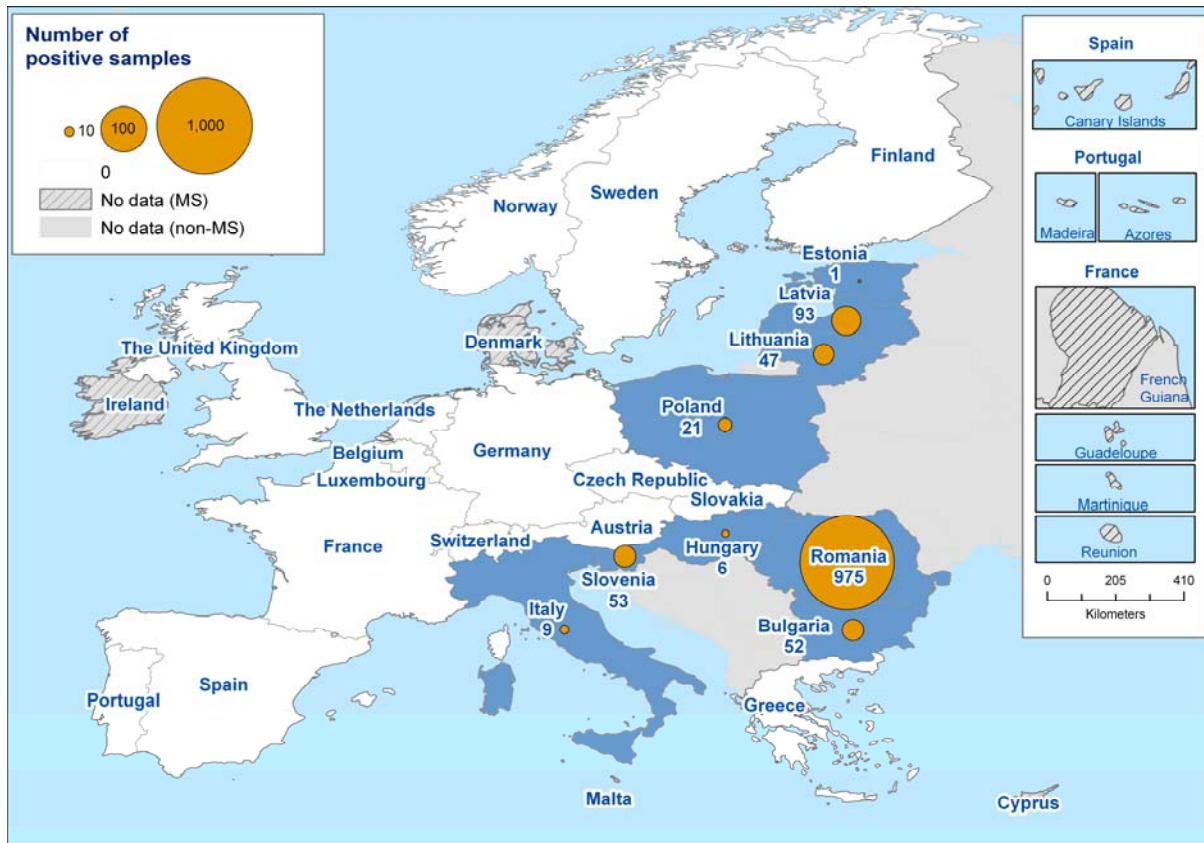 Number of
positive samples
10
100
1,000
0
No data (MS)
No data (non-MS)
Finland
Sweden
Norway
Estonia
1
Latvia
93
Lithuania
47
Denmark
The United Kingdom
Ireland
The Netherlands
Poland
21
Belgium
Germany
Luxembourg
Czech Republic
Slovakia
Austria
France
Switzerland
Hungary
6
Romania
975
Slovenia
53
Italy
9
Bulgaria
52
Portugal
Spain
Greece
Malta
Cyprus
Spain
Canary Islands
Portugal
Madeira
Azores
France
French
Guiana
Guadeloupe
Martinique
Reunion
0 205 410
Kilometers